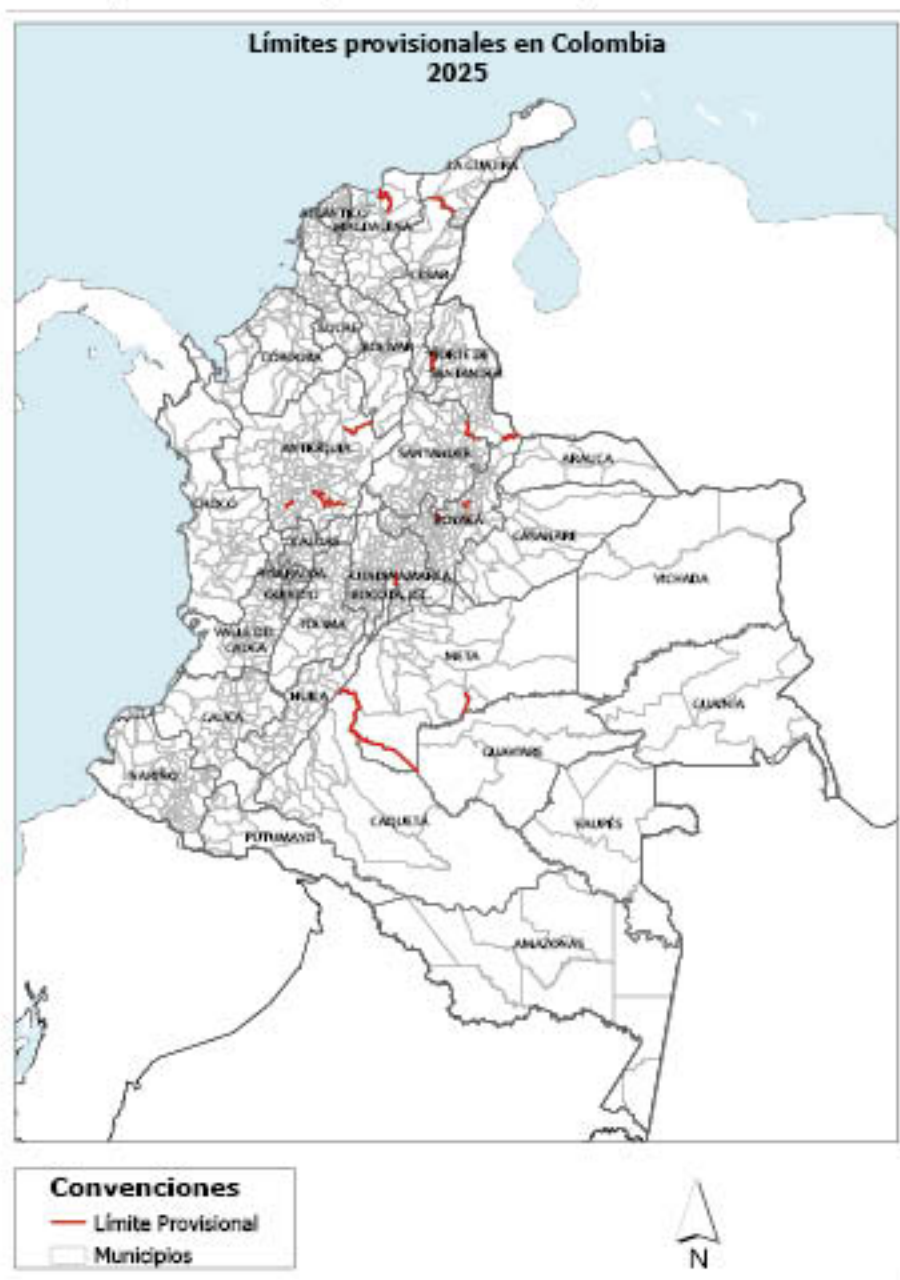 Límites provisionales en Colombia
2025
LA GUAJIRA
ATLÁNTICO
MAGDALENA
CESAR
SUCRE
BOLÍVAR
NORTE DE
SANTANDER
CÓRDOBA
ANTIOQUIA
SANTANDER
ARAUCA
CHOCÓ
BOYACÁ
CASANARE
CALDAS
RISARALDA
CUNDINAMARCA
VICHADA
QUINDÍO
BOGOTÁ, D.C.
TOLIMA
VALLE DEL
CAUCA
META
HUILA
GUAINÍA
CAUCA
GUAVIARE
NARIÑO
CAQUETÁ
VAUPÉS
PUTUMAYO
AMAZONAS
Convenciones
Límite Provisional
Municipios
N